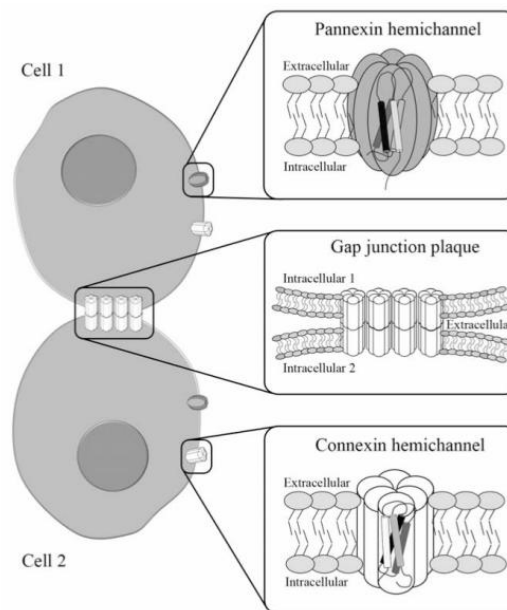 Pannexin hemichannel
Cell 1
Extracellular
Intracellular
Gap junction plaque
Intracellular 1
Extracellular
Intracellular 2
Connexin hemichannel
Extracellular
Cell 2
Intracellular